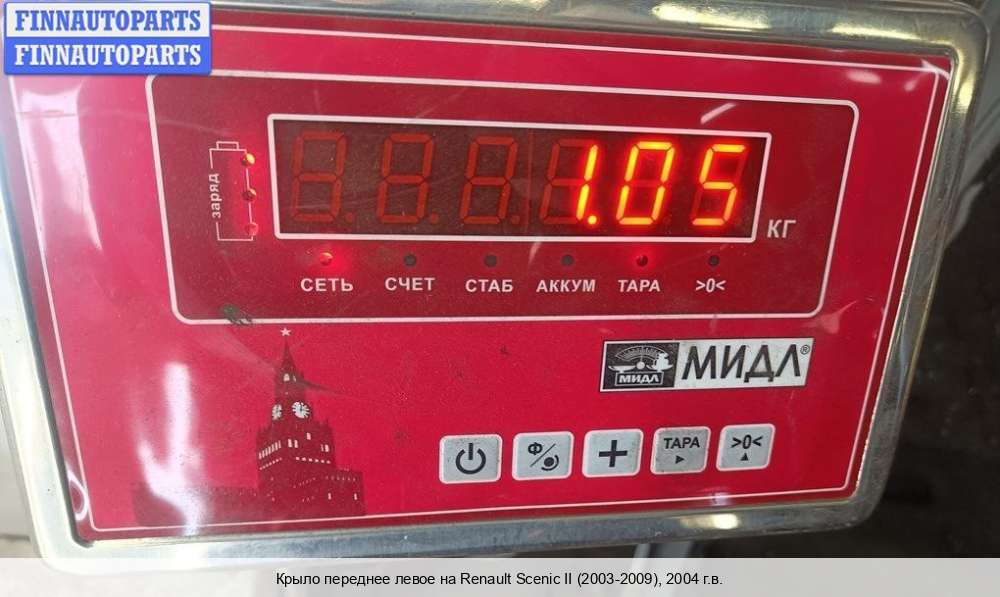 FINNAUTOPARTS
FINNAUTOPARTS
заряд
1.05
КГ
СЕТЬ СЧЕТ СТАБ АККУМ ТАРА >0<
МИДЛ МИДЛ®
Ф/ + ТАРА >0<
Крыло переднее левое на Renault Scenic II (2003-2009), 2004 г.в.